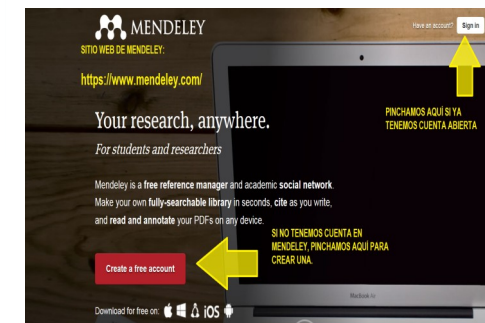 MENDELEY
Have an account? Sign in
SITIO WEB DE MENDELEY:
https://www.mendeley.com/
PINCHAMOS AQUÍ SI YA
TENEMOS CUENTA ABIERTA
Your research, anywhere.
For students and researchers
Mendeley is a free reference manager and academic social network.
Make your own fully-searchable library in seconds, cite as you write,
and read and annotate your PDFs on any device.
SI NO TENEMOS CUENTA EN
MENDELEY, PINCHAMOS AQUÍ PARA
CREAR UNA.
Create a free account
MacBook Air
Download for free on: iOS